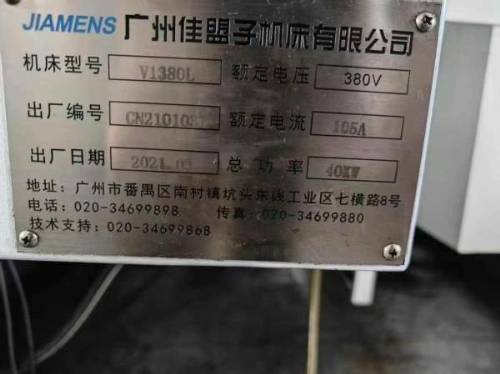 JIAMENS 广州佳盟子机床有限公司
机床型号 V1380L 额定电压 380V
出厂编号 额定电流 105A
出厂日期 总功率 40KW
地址:广州市番禺区南村镇坑头东线工业区七横路8号
电话:020-34699898 传真:020-34699880
技术支持:020-34699868